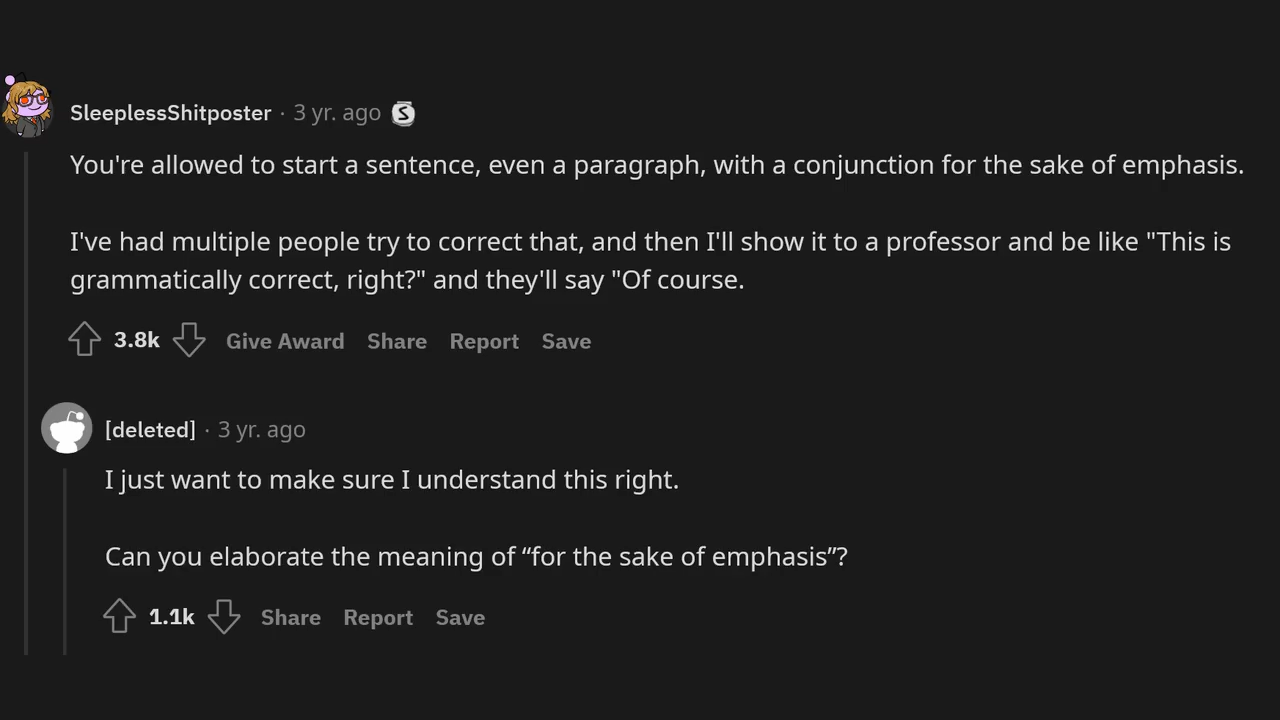 SleeplessShitposter · 3 yr. ago S
You're allowed to start a sentence, even a paragraph, with a conjunction for the sake of emphasis.
I've had multiple people try to correct that, and then I'll show it to a professor and be like "This is
grammatically correct, right?" and they'll say "Of course.
3.8k Give Award Share Report Save
[deleted] · 3 yr. ago
I just want to make sure I understand this right.
Can you elaborate the meaning of “for the sake of emphasis”?
1.1k Share Report Save